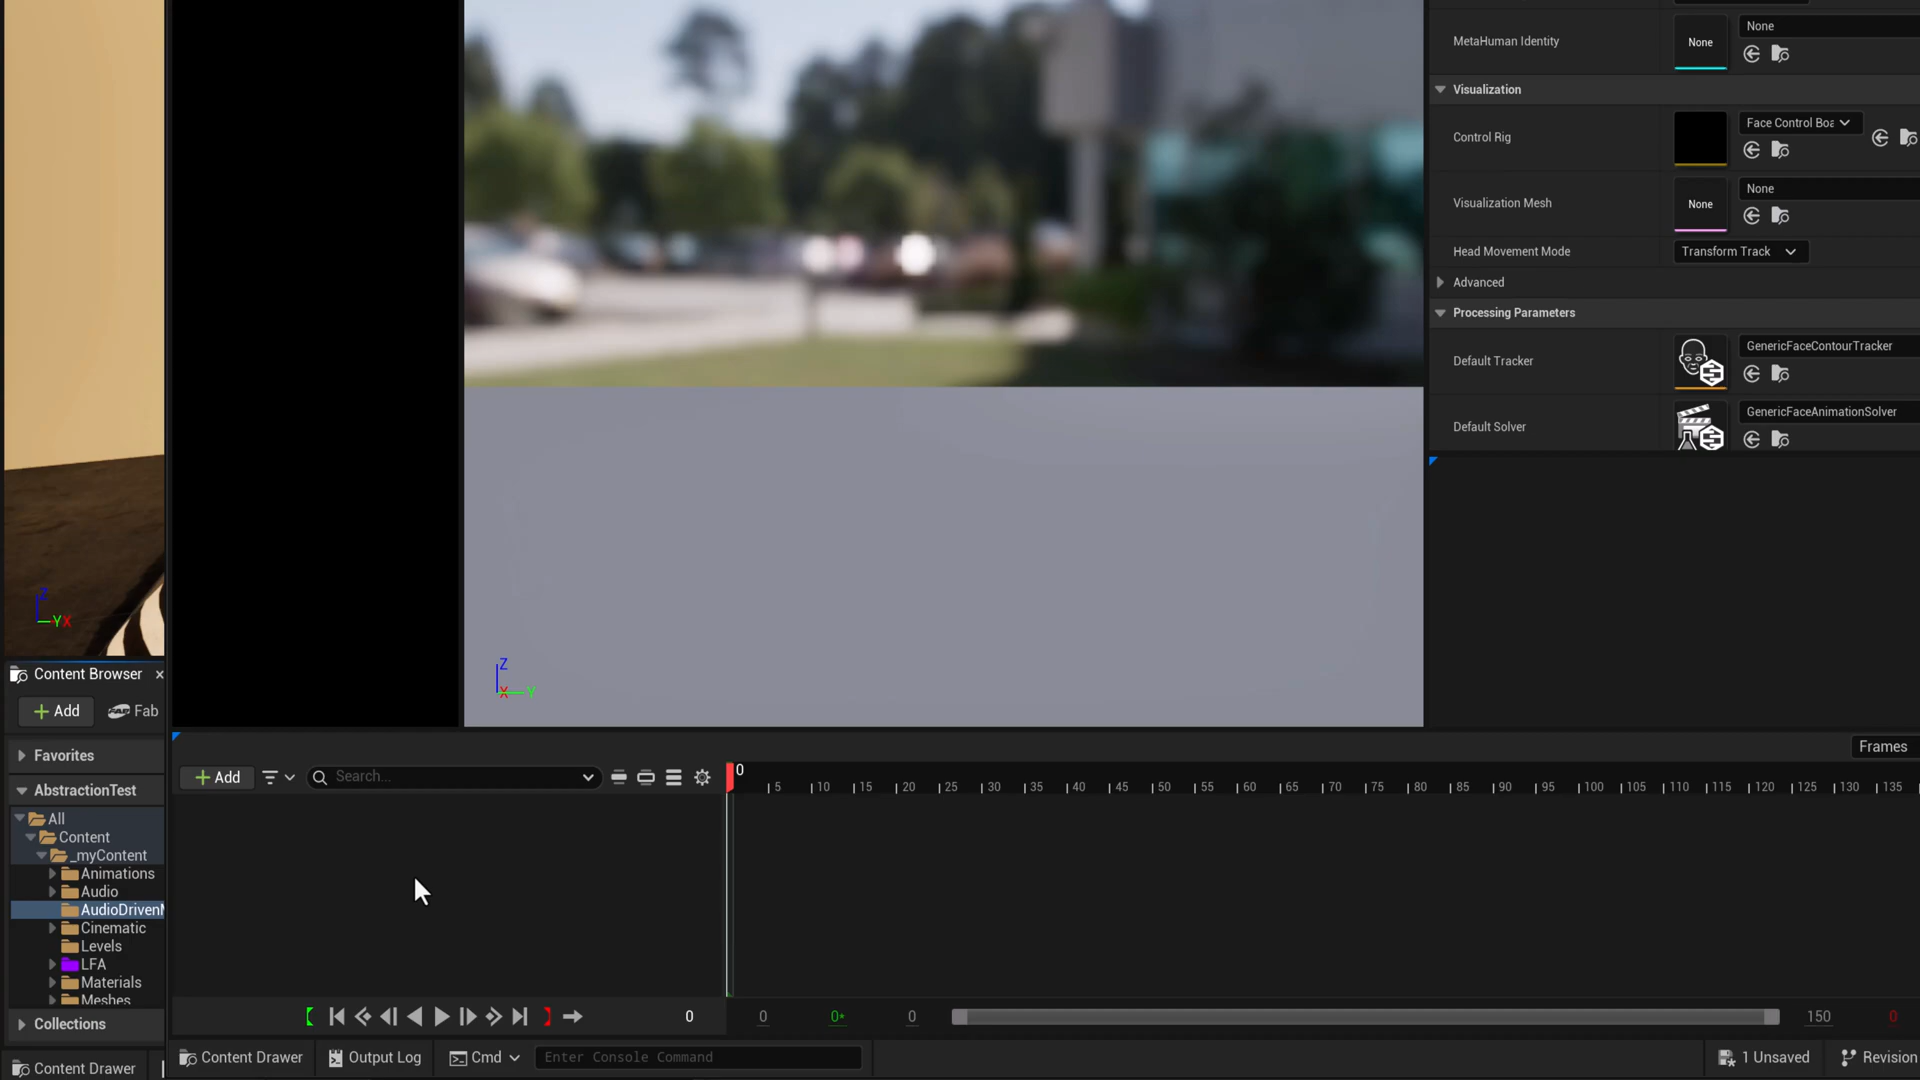 MetaHuman Identity
None
None
Visualization
Control Rig
Face Control Boa
Visualization Mesh
None
None
Head Movement Mode
Transform Track
Advanced
Processing Parameters
Default Tracker
GenericFaceContourTracker
Default Solver
GenericFaceAnimationSolver
Z
Y X
Z
X Y
Content Browser
Add
Fab
Favorites
AbstractionTest
All
Content
_myContent
Animations
Audio
AudioDrivenM
Cinematic
Levels
LFA
Materials
Meshes
Collections
Content Drawer
Frames
Add
Search...
0
5 10 15 20 25 30 35 40 45 50 55 60 65 70 75 80 85 90 95 100 105 110 115 120 125 130 135
0 0 0* 0 150 0
Content Drawer
Output Log
Cmd
Enter Console Command
1 Unsaved
Revision